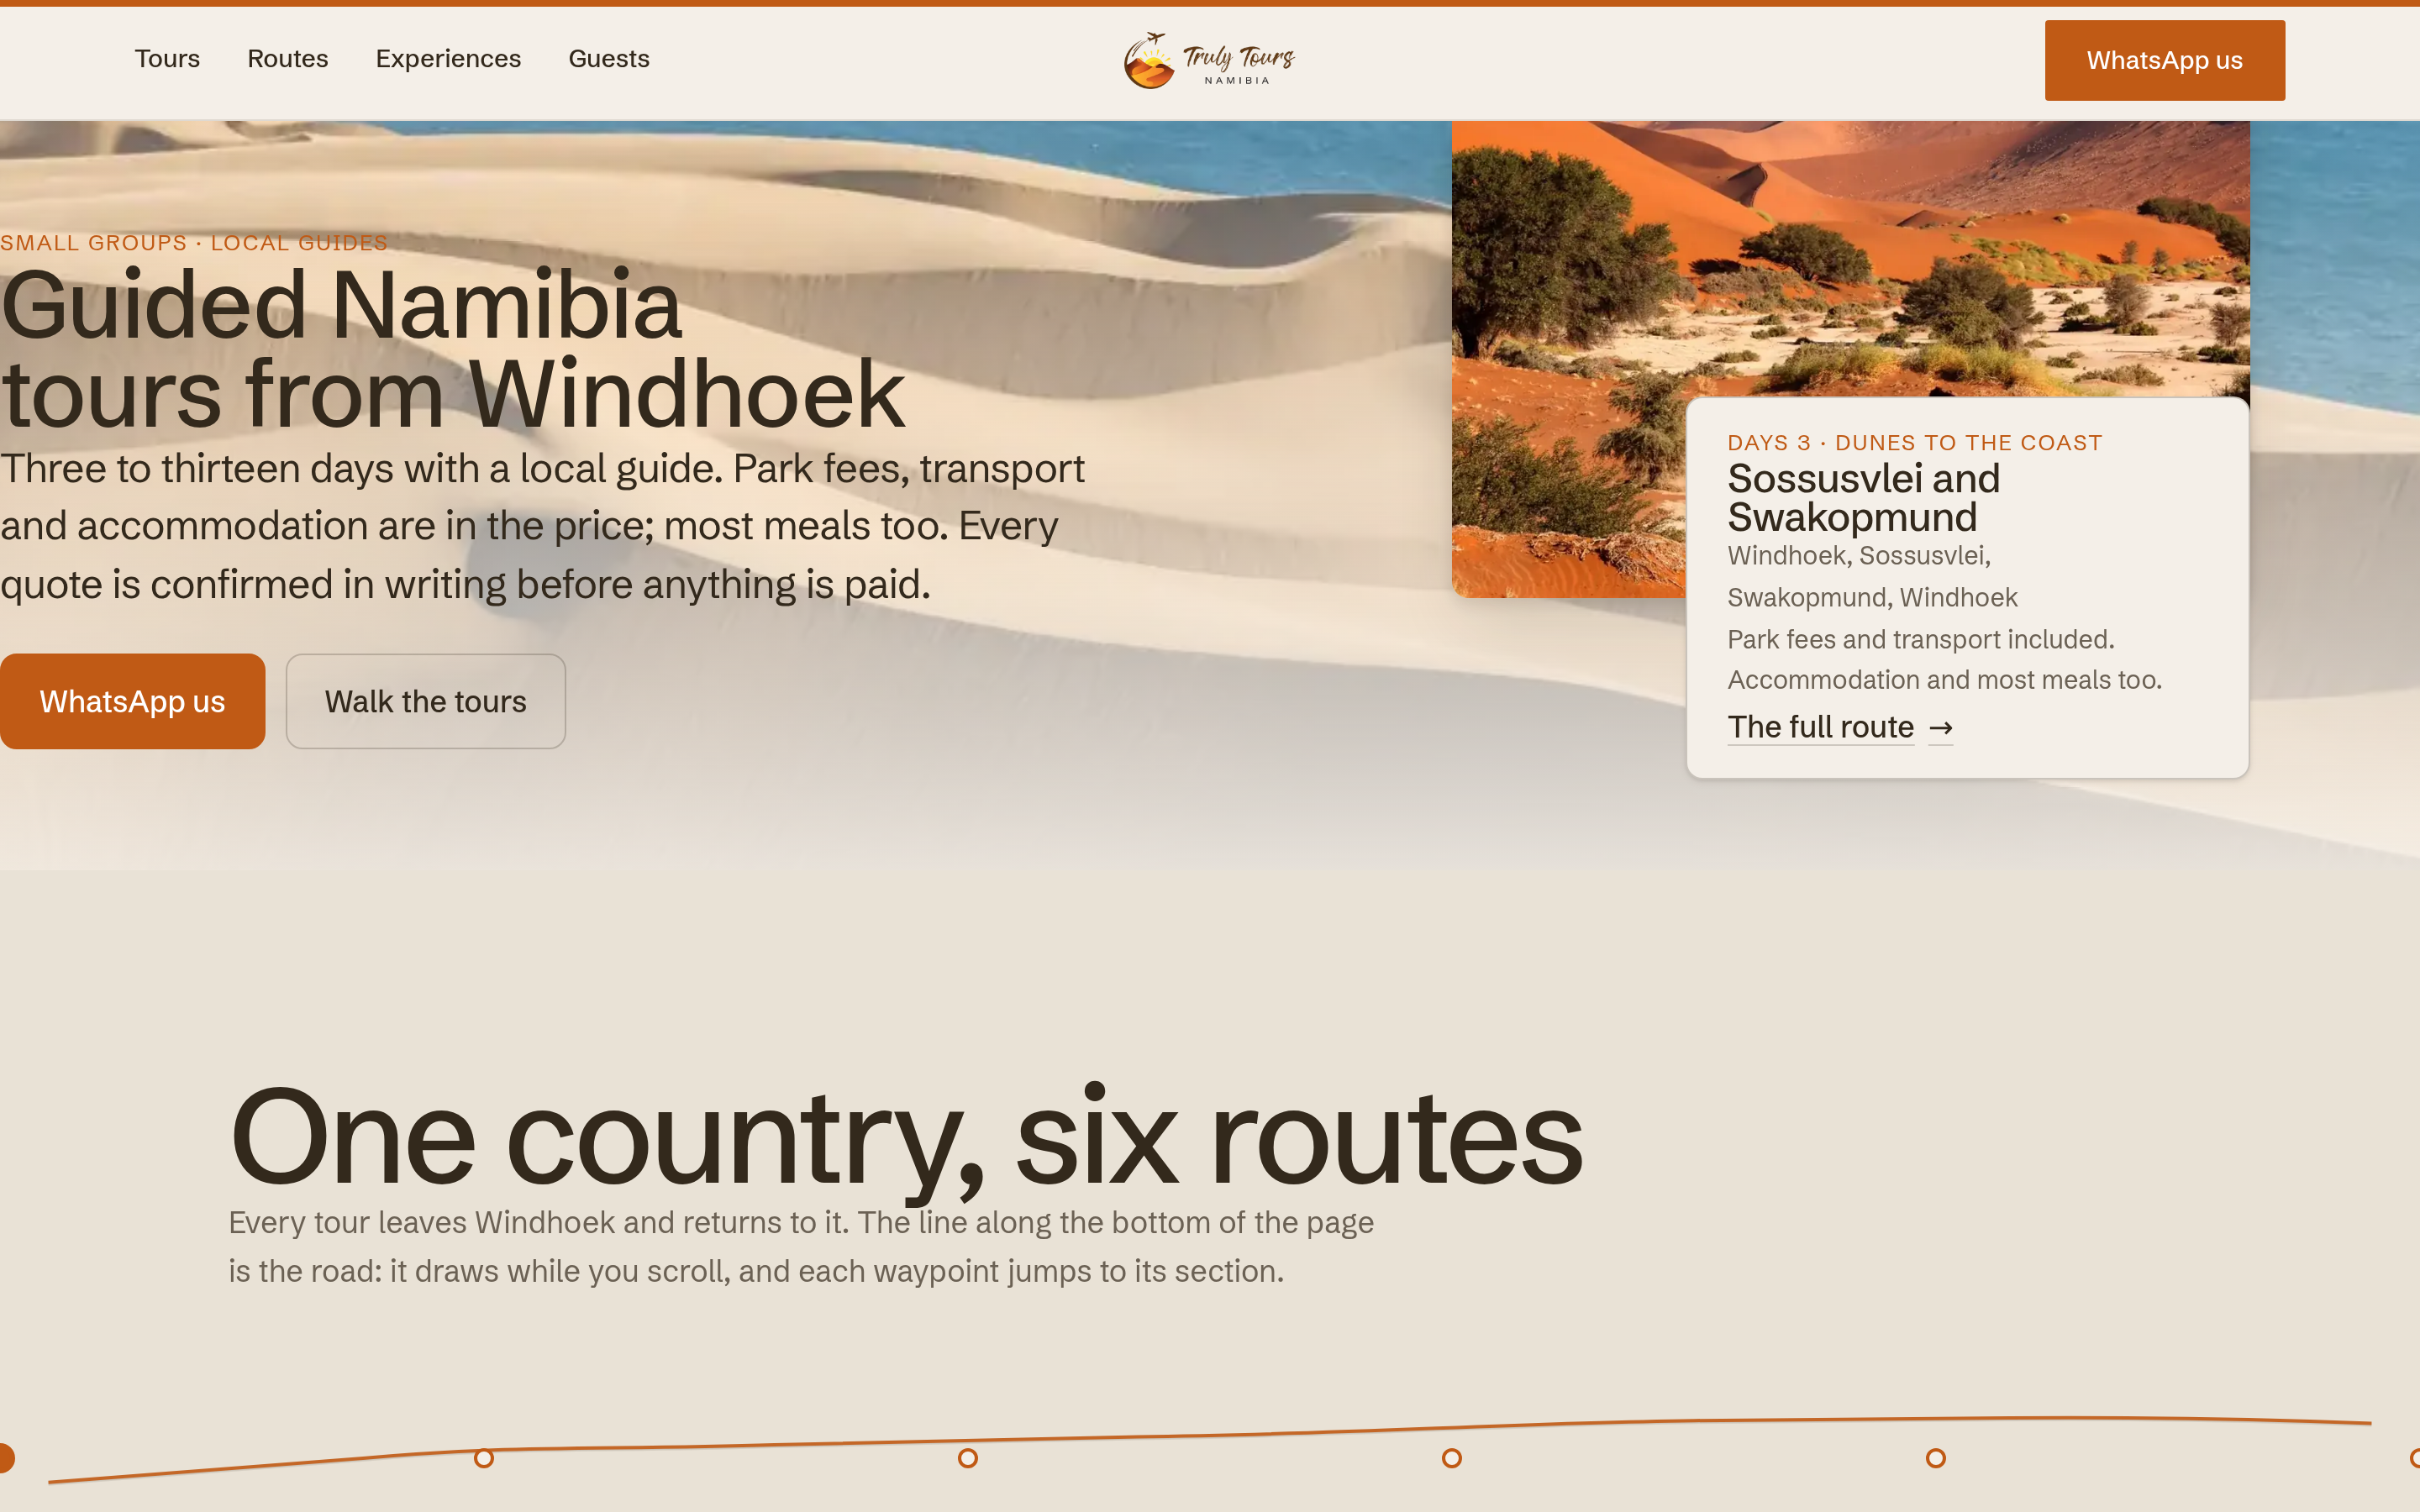 Tours
Routes
Experiences
Guests
Truly Tours
NAMIBIA
WhatsApp us
SMALL GROUPS · LOCAL GUIDES
Guided Namibia
tours from Windhoek
Three to thirteen days with a local guide. Park fees, transport
and accommodation are in the price; most meals too. Every
quote is confirmed in writing before anything is paid.
WhatsApp us
Walk the tours
DAYS 3 · DUNES TO THE COAST
Sossusvlei and
Swakopmund
Windhoek, Sossusvlei,
Swakopmund, Windhoek
Park fees and transport included.
Accommodation and most meals too.
The full route →
One country, six routes
Every tour leaves Windhoek and returns to it. The line along the bottom of the page
is the road: it draws while you scroll, and each waypoint jumps to its section.